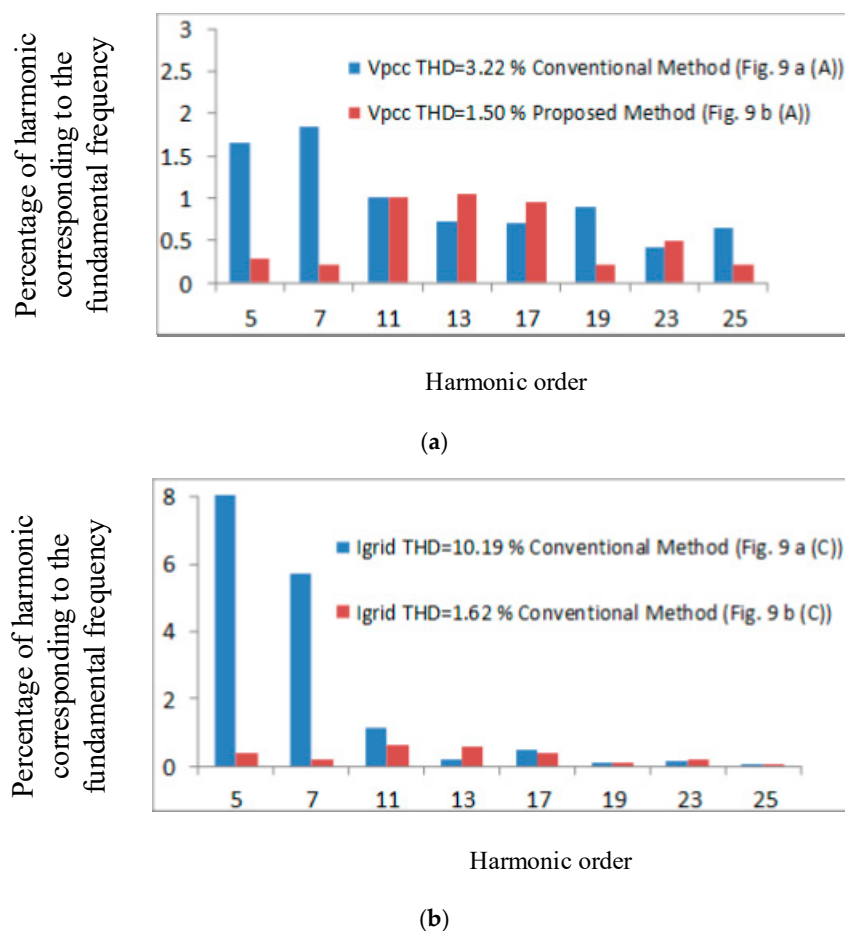 Percentage of harmonic
corresponding to the
fundamental frequency
3
2.5
2
1.5
1
0.5
0
Vpcc THD=3.22 % Conventional Method (Fig. 9 a (A))
Vpcc THD=1.50 % Proposed Method (Fig. 9 b (A))
5 7 11 13 17 19 23 25
Harmonic order
(a)
Percentage of harmonic
corresponding to the
fundamental frequency
8
6
4
2
0
Igrid THD=10.19 % Conventional Method (Fig. 9 a (C))
Igrid THD=1.62 % Conventional Method (Fig. 9 b (C))
5 7 11 13 17 19 23 25
Harmonic order
(b)